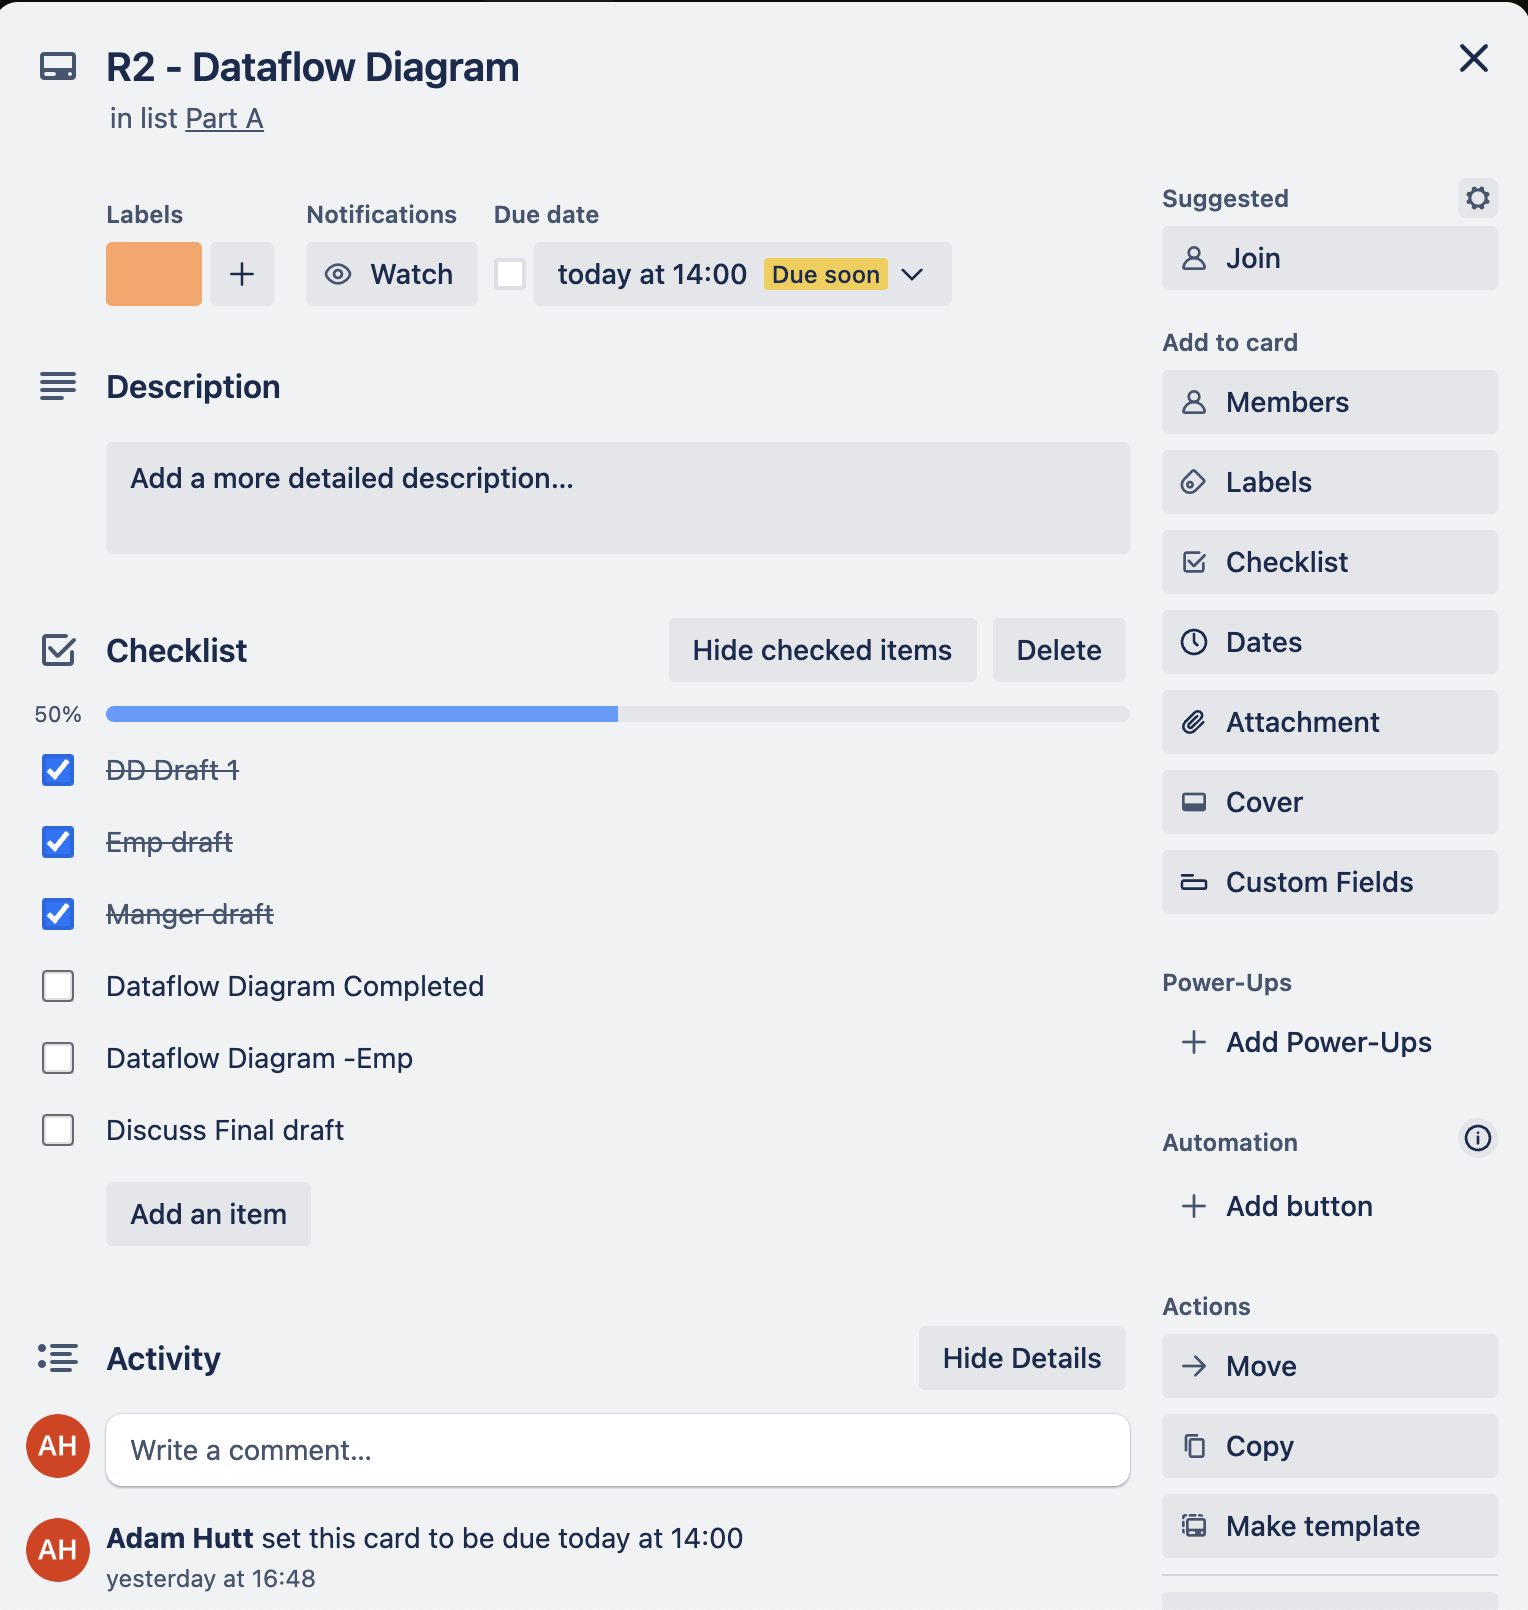 R2 - Dataflow Diagram
in list Part A
Labels
Notifications
Due date
Watch
today at 14:00 Due soon
Description
Add a more detailed description...
Checklist
Hide checked items
Delete
50%
DD Draft 1
Emp draft
Manger draft
Dataflow Diagram Completed
Dataflow Diagram -Emp
Discuss Final draft
Add an item
Activity
Hide Details
AH
Write a comment...
AH
Adam Hutt set this card to be due today at 14:00
yesterday at 16:48
Suggested
Join
Add to card
Members
Labels
Checklist
Dates
Attachment
Cover
Custom Fields
Power-Ups
Add Power-Ups
Automation
Add button
Actions
Move
Copy
Make template